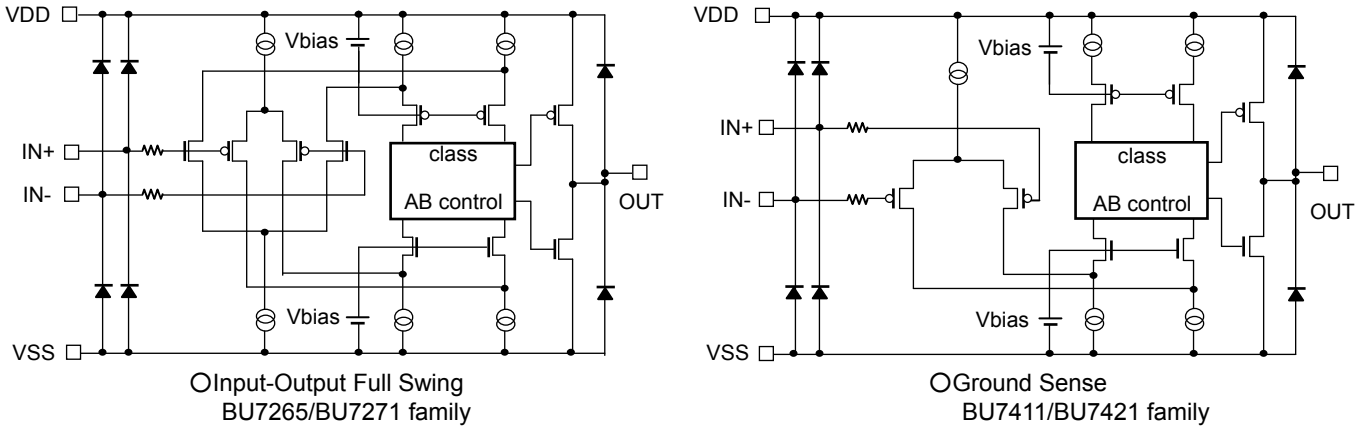 VDD
Vbias
IN+
IN-
class
AB control
OUT
Vbias
VSS
○Input-Output Full Swing
BU7265/BU7271 family
VDD
Vbias
IN+
IN-
class
AB control
OUT
Vbias
VSS
○Ground Sense
BU7411/BU7421 family